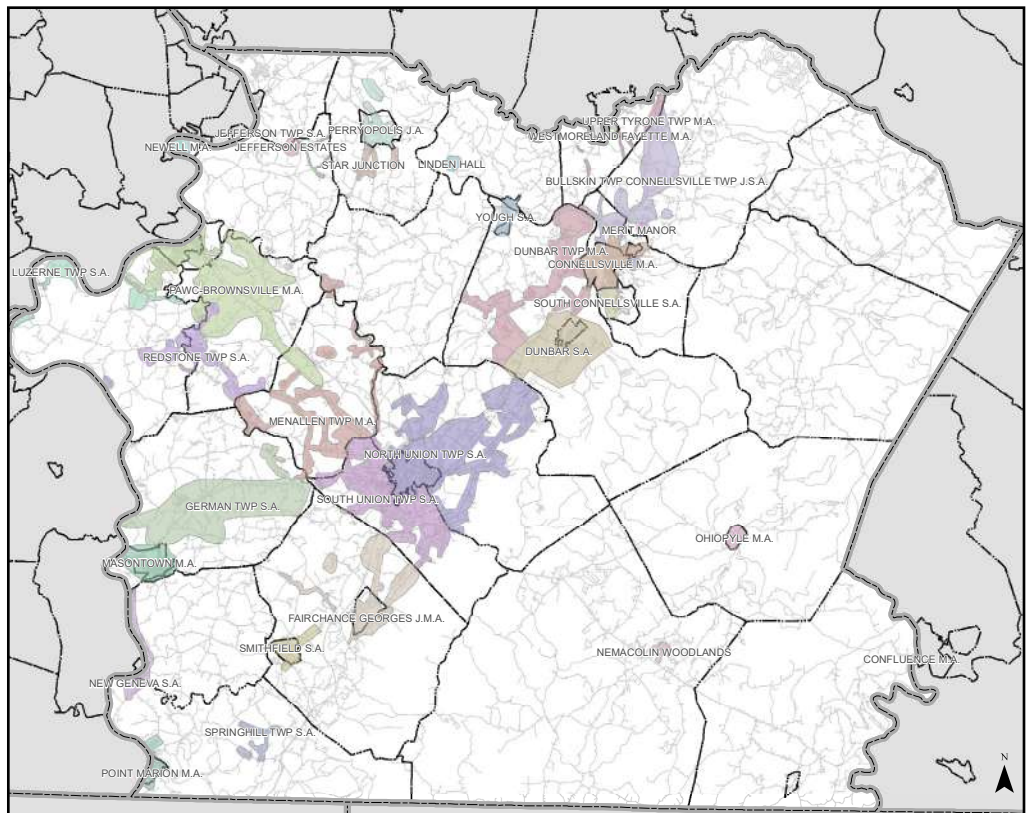 UPPER TYRONE TWP M.A.
JEFFERSON TWP S.A.
PERRYOPOLIS J.A.
WESTMORELAND FAYETTE M.A.
NEWELL M.A.
JEFFERSON ESTATES
STAR JUNCTION
LINDEN HALL
BULLSKIN TWP CONNELLSVILLE TWP J.S.A.
YOUGH S.A.
MERIT MANOR
DUNBAR TWP M.A.
CONNELLSVILLE M.A.
LUZERNE TWP S.A.
PAWC-BROWNSVILLE M.A.
SOUTH CONNELLSVILLE S.A.
DUNBAR S.A.
REDSTONE TWP S.A.
MENALLEN TWP M.A.
NORTH UNION TWP S.A.
SOUTH UNION TWP S.A.
GERMAN TWP S.A.
OHIOPYLE M.A.
MASONTOWN M.A.
FAIRCHANCE GEORGES J.M.A.
SMITHFIELD S.A.
NEMACOLIN WOODLANDS
CONFLUENCE M.A.
NEW GENEVA S.A.
SPRINGHILL TWP S.A.
N
POINT MARION M.A.